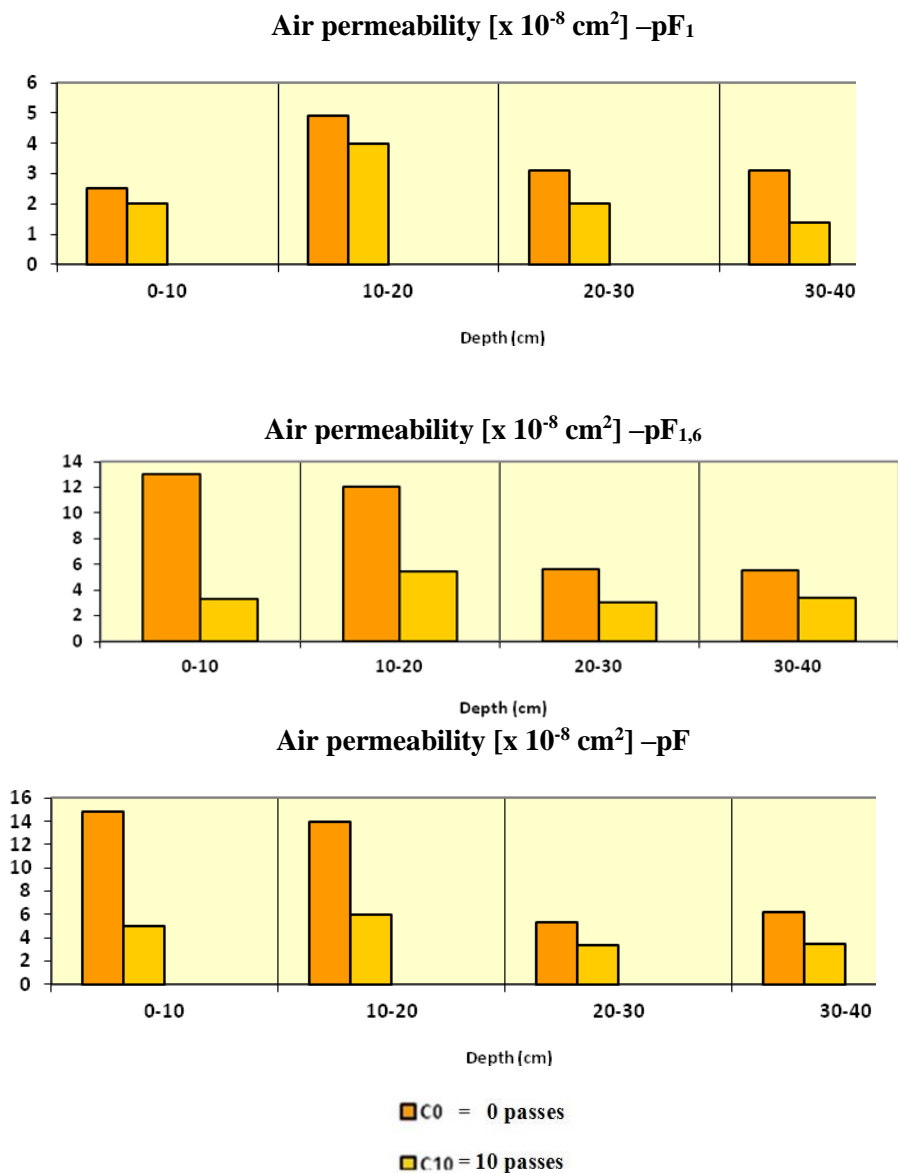 Air permeability [x 10⁻⁸ cm²] –pF₁
6
5
4
3
2
1
0
0-10 10-20 20-30 30-40
Depth (cm)
Air permeability [x 10⁻⁸ cm²] –pF₁,₆
14
12
10
8
6
4
2
0
0-10 10-20 20-30 30-40
Depth (cm)
Air permeability [x 10⁻⁸ cm²] –pF
16
14
12
10
8
6
4
2
0
0-10 10-20 20-30 30-40
Depth (cm)
C0 = 0 passes
C10 = 10 passes